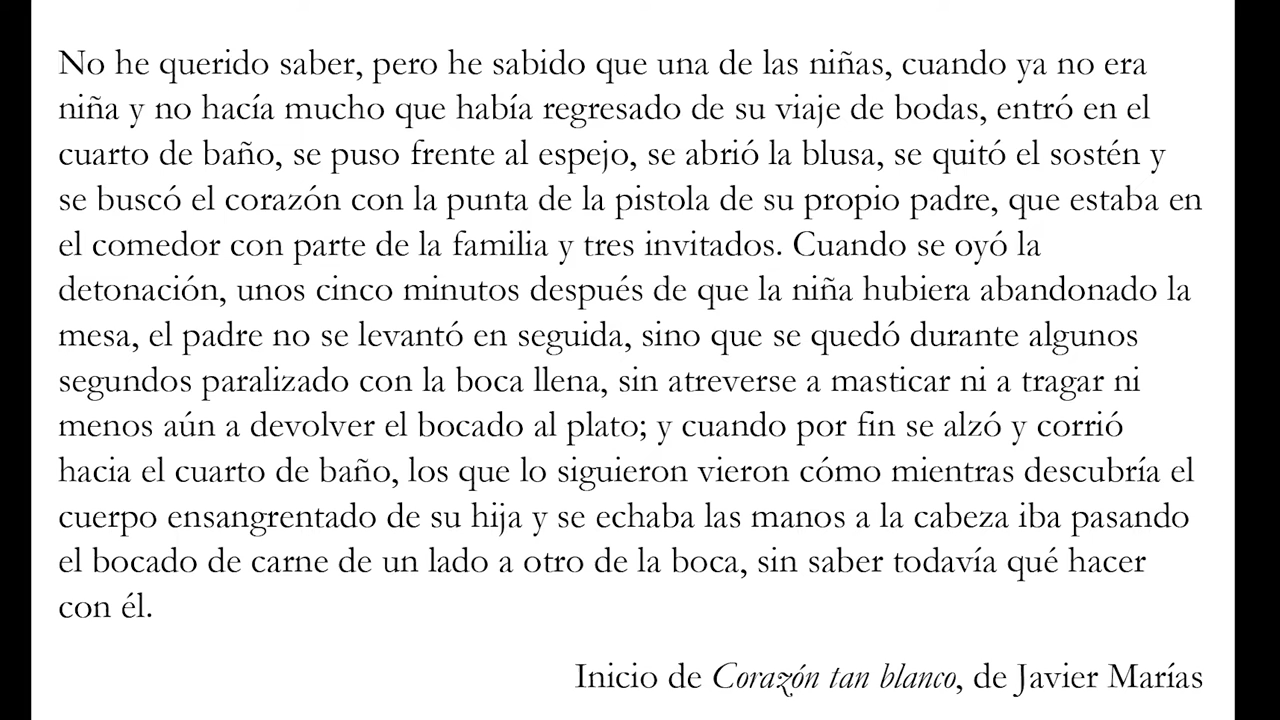 No he querido saber, pero he sabido que una de las niñas, cuando ya no era
niña y no hacía mucho que había regresado de su viaje de bodas, entró en el
cuarto de baño, se puso frente al espejo, se abrió la blusa, se quitó el sostén y
se buscó el corazón con la punta de la pistola de su propio padre, que estaba en
el comedor con parte de la familia y tres invitados. Cuando se oyó la
detonación, unos cinco minutos después de que la niña hubiera abandonado la
mesa, el padre no se levantó en seguida, sino que se quedó durante algunos
segundos paralizado con la boca llena, sin atreverse a masticar ni a tragar ni
menos aún a devolver el bocado al plato; y cuando por fin se alzó y corrió
hacia el cuarto de baño, los que lo siguieron vieron cómo mientras descubría el
cuerpo ensangrentado de su hija y se echaba las manos a la cabeza iba pasando
el bocado de carne de un lado a otro de la boca, sin saber todavía qué hacer
con él.
Inicio de Corazón tan blanco, de Javier Marías